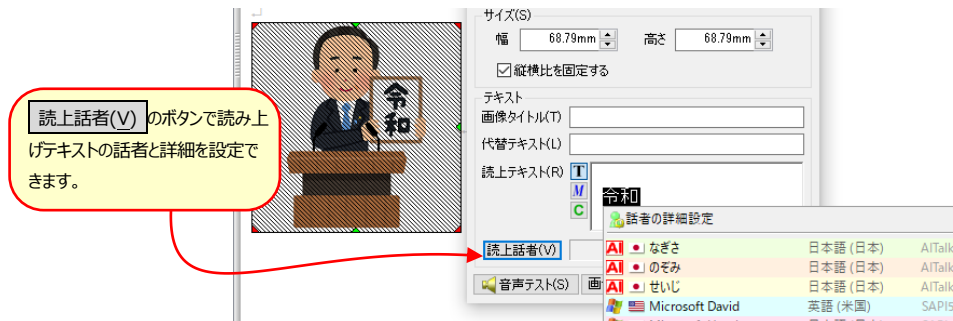 サイズ(S)
幅 68.79mm 高さ 68.79mm
縦横比を固定する
テキスト
画像タイトル(T)
代替テキスト(L)
読上テキスト(R) T
M
C
令和
読上話者(V)
音声テスト(S) 画
話者の詳細設定
AI なぎさ 日本語 (日本) AITalk
AI のぞみ 日本語 (日本) AITalk
AI せいじ 日本語 (日本) AITalk
Microsoft David 英語 (米国) SAPI5
令
和
読上話者(V) のボタンで読み上
げテキストの話者と詳細を設定で
きます。